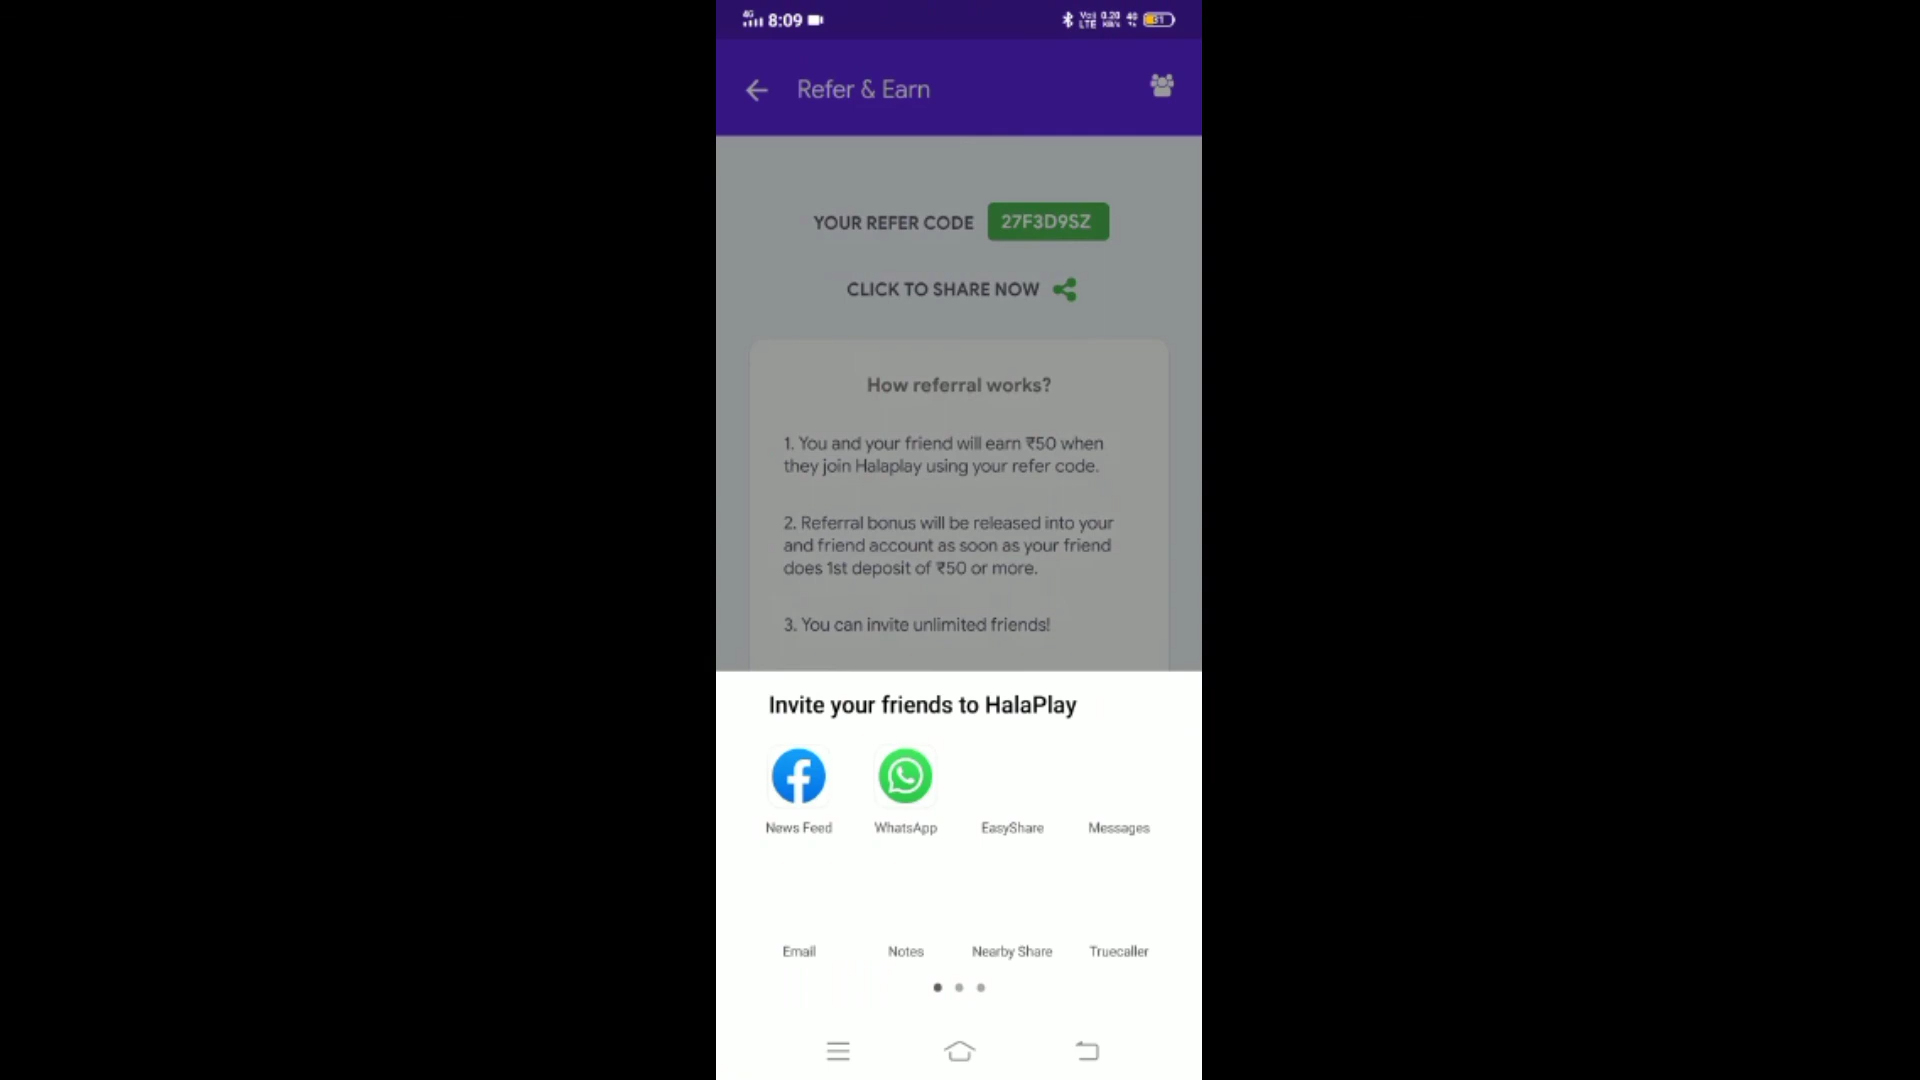 4G 8:09
Refer & Earn
YOUR REFER CODE 27F3D9SZ
CLICK TO SHARE NOW
How referral works?
1. You and your friend will earn ₹50 when
they join Halaplay using your refer code.
2. Referral bonus will be released into your
and friend account as soon as your friend
does 1st deposit of ₹50 or more.
3. You can invite unlimited friends!
Invite your friends to HalaPlay
News Feed WhatsApp EasyShare Messages
Email Notes Nearby Share Truecaller